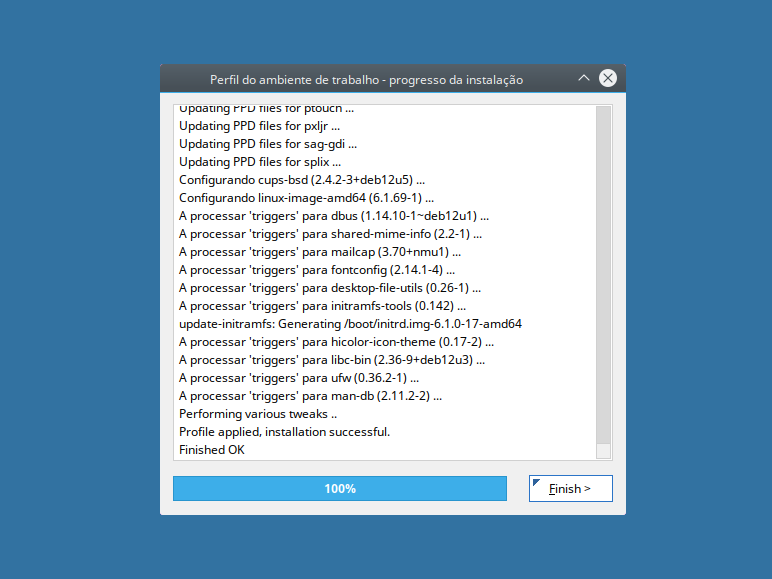 Perfil do ambiente de trabalho - progresso da instalação
Updating PPD files for ptouch ...
Updating PPD files for pxljr ...
Updating PPD files for sag-gdi ...
Updating PPD files for splix ...
Configurando cups-bsd (2.4.2-3+deb12u5) ...
Configurando linux-image-amd64 (6.1.69-1) ...
A processar 'triggers' para dbus (1.14.10-1~deb12u1) ...
A processar 'triggers' para shared-mime-info (2.2-1) ...
A processar 'triggers' para mailcap (3.70+nmu1) ...
A processar 'triggers' para fontconfig (2.14.1-4) ...
A processar 'triggers' para desktop-file-utils (0.26-1) ...
A processar 'triggers' para initramfs-tools (0.142) ...
update-initramfs: Generating /boot/initrd.img-6.1.0-17-amd64
A processar 'triggers' para hicolor-icon-theme (0.17-2) ...
A processar 'triggers' para libc-bin (2.36-9+deb12u3) ...
A processar 'triggers' para ufw (0.36.2-1) ...
A processar 'triggers' para man-db (2.11.2-2) ...
Performing various tweaks ..
Profile applied, installation successful.
Finished OK
100%
Finish >